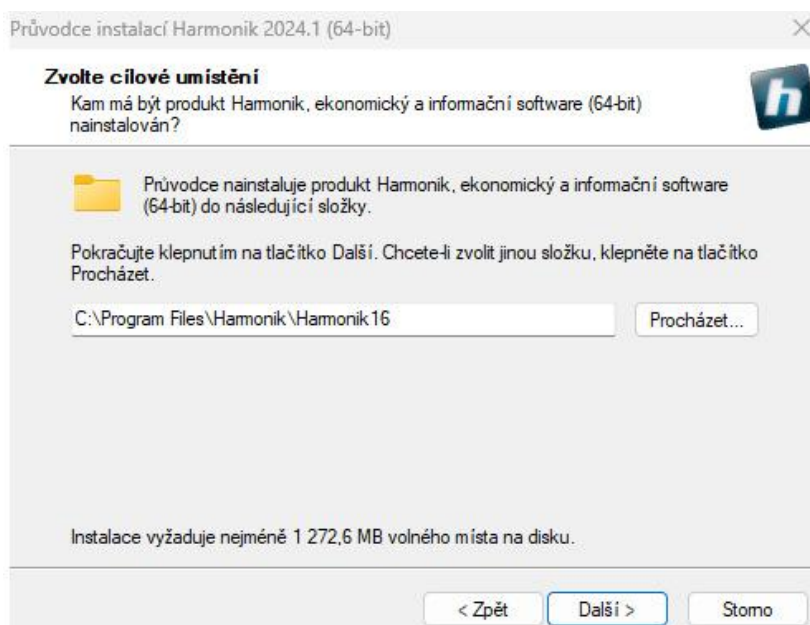 Průvodce instalací Harmonik 2024.1 (64-bit)
Zvolte cílové umístění
Kam má být produkt Harmonik, ekonomický a informační software (64-bit)
nainstalován?
h
Průvodce nainstaluje produkt Harmonik, ekonomický a informační software
(64-bit) do následující složky.
Pokračujte klepnutím na tlačítko Další. Chcete-li zvolit jinou složku, klepněte na tlačítko
Procházet.
C:\Program Files\Harmonik\Harmonik16
Procházet...
Instalace vyžaduje nejméně 1 272,6 MB volného místa na disku.
< Zpět
Další >
Storno